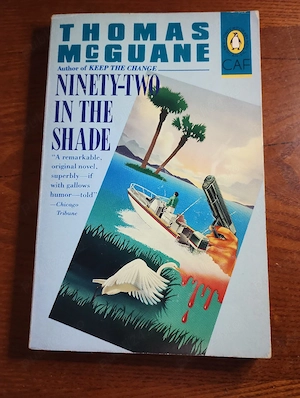 THOMAS
McGUANE
Author of KEEP THE CHANGE
NINETY-TWO
IN THE
SHADE
"A remarkable,
original novel,
superbly—if
with gallows
humor—told"
—Chicago
Tribune
CAF